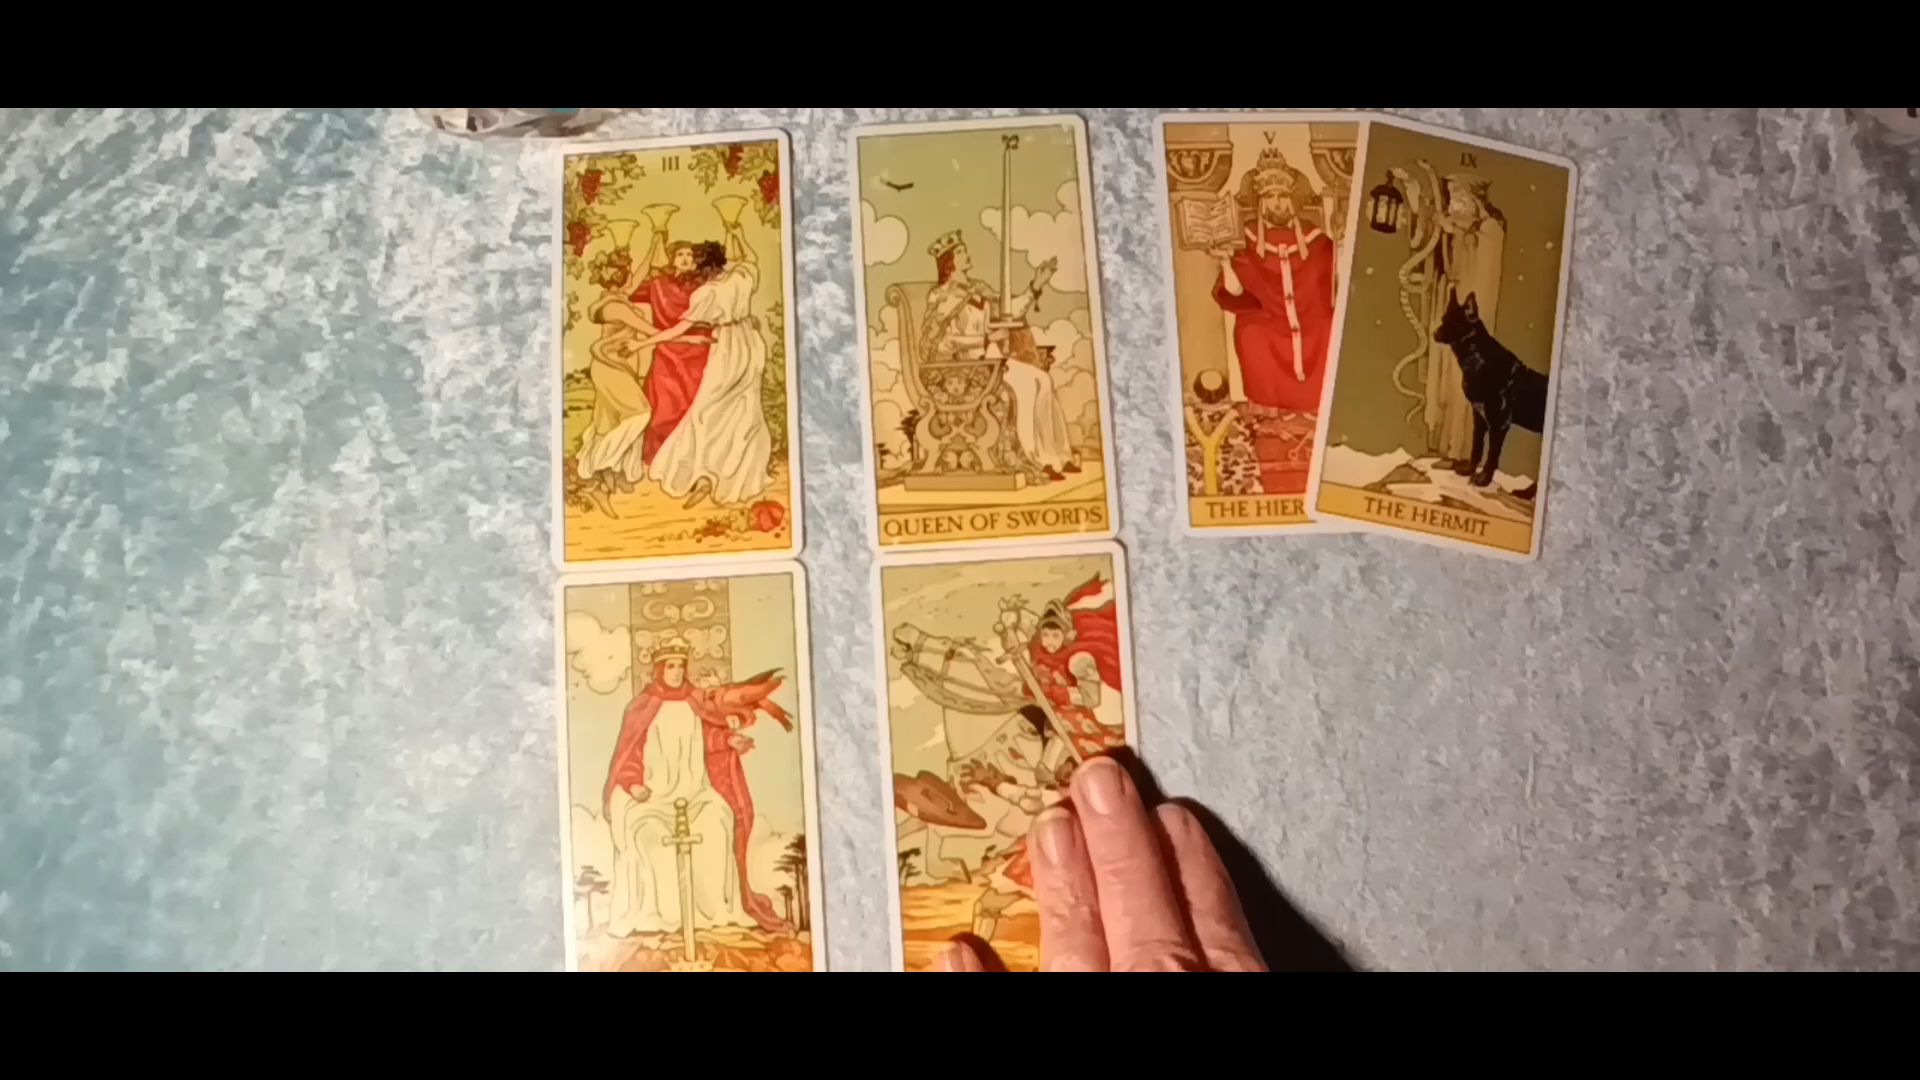 III
QUEEN OF SWORDS
V
THE HIER
IX
THE HERMIT